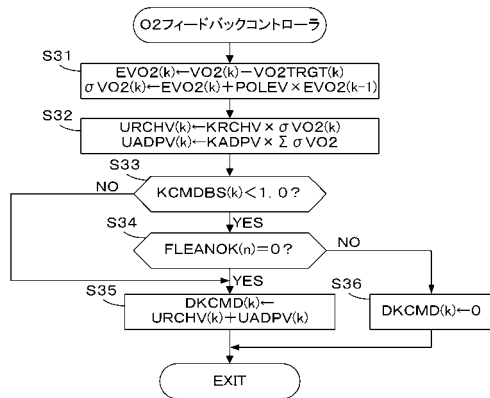 O2フィードバックコントローラ
S31
EVO2(k)←VO2(k)−VO2TRGT(k)
σVO2(k)←EVO2(k)+POLEV×EVO2(k-1)
S32
URCHV(k)←KRCHV×σVO2(k)
UADPV(k)←KADPV×ΣσVO2
S33
NO
KCMDBS(k)<1.0?
YES
S34
FLEANOK(n)=0?
NO
YES
S35
DKCMD(k)←
URCHV(k)+UADPV(k)
S36
DKCMD(k)←0
EXIT